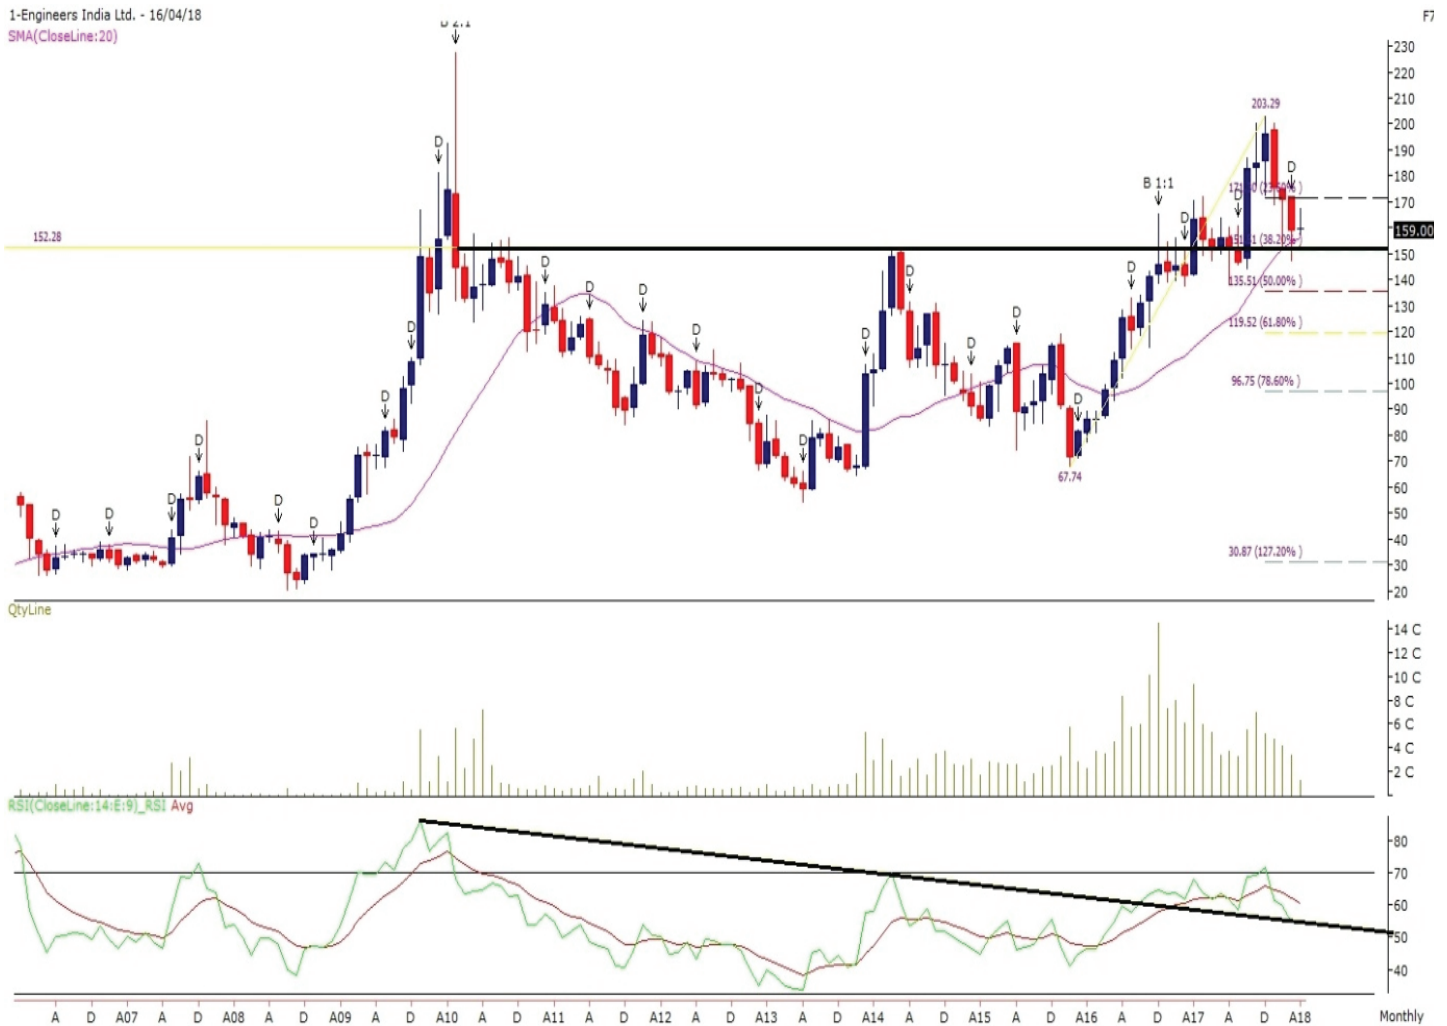 1-Engineers India Ltd. - 16/04/18
SMA(CloseLine:20)
B 2:1
F7
230
220
210
200
190
180
170
159.00
150
140
130
120
110
100
90
80
70
60
50
40
30
20
203.29
B 1:1
D D D D D D D D D D D D D D D D D D D D D D D D
152.28
135.51 (50.00% )
119.52 (61.80% )
96.75 (78.60% )
67.74
30.87 (127.20% )
QtyLine
14 C
12 C
10 C
8 C
6 C
4 C
2 C
RSI(CloseLine:14:E:9)_RSI Avg
80
70
60
50
40
A D A07 A D A08 A D A09 A D A10 A D A11 A D A12 A D A13 A D A14 A D A15 A D A16 A D A17 A D A18 Monthly